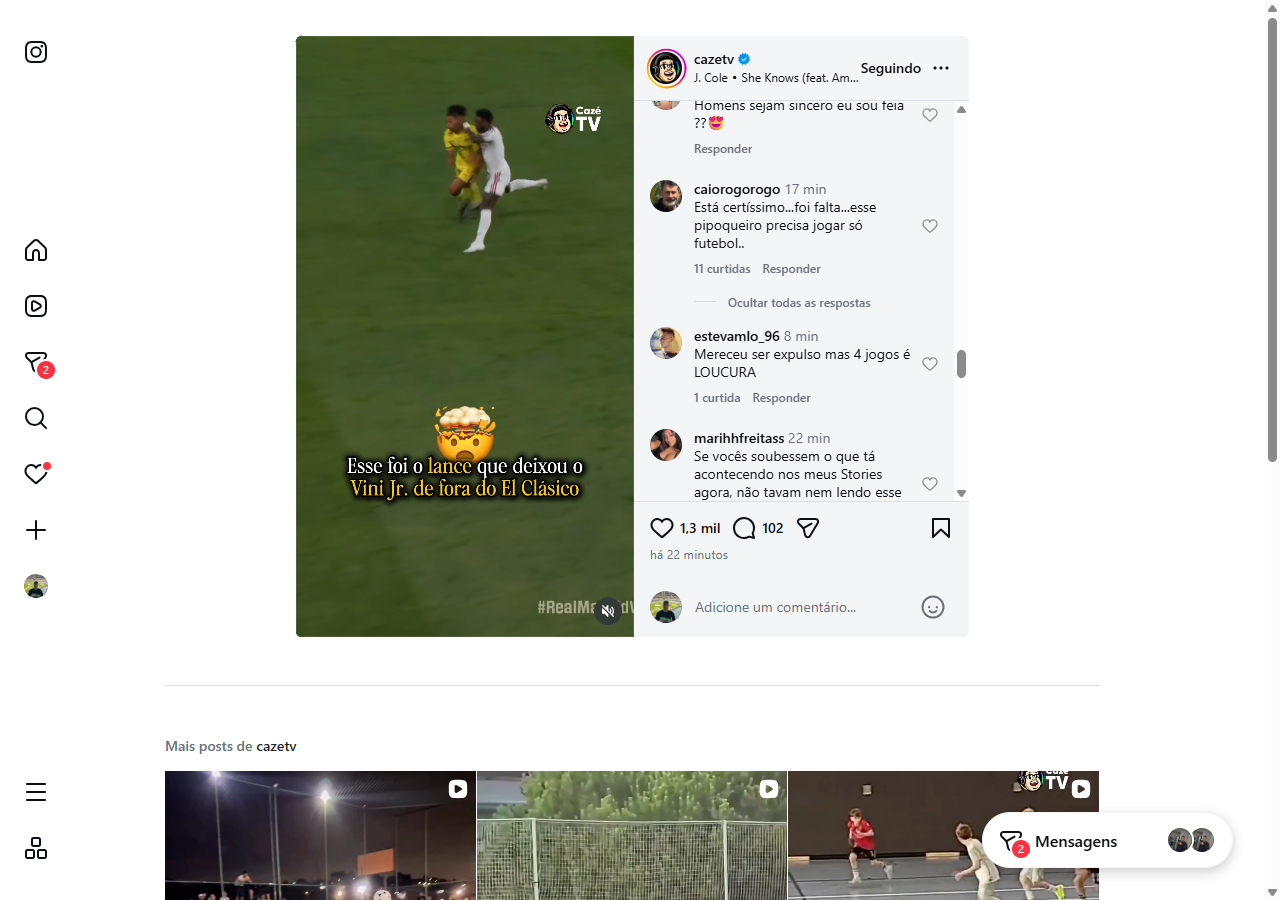 cazetv
J. Cole • She Knows (feat. Am...
Seguindo
Cazé
TV
Homens sejam sincero eu sou feia
??😍
Responder
caiorogorogo 17 min
Está certíssimo...foi falta...esse
pipoqueiro precisa jogar só
futebol..
11 curtidas Responder
Ocultar todas as respostas
estevamlo_96 8 min
Mereceu ser expulso mas 4 jogos é
LOUCURA
1 curtida Responder
marihhfreitass 22 min
Se vocês soubessem o que tá
acontecendo nos meus Stories
agora, não tavam nem lendo esse
Esse foi o lance que deixou o
Vini Jr. de fora do El Clásico
1,3 mil 102
há 22 minutos
Adicione um comentário...
2
Mais posts de cazetv
TV
2
Mensagens